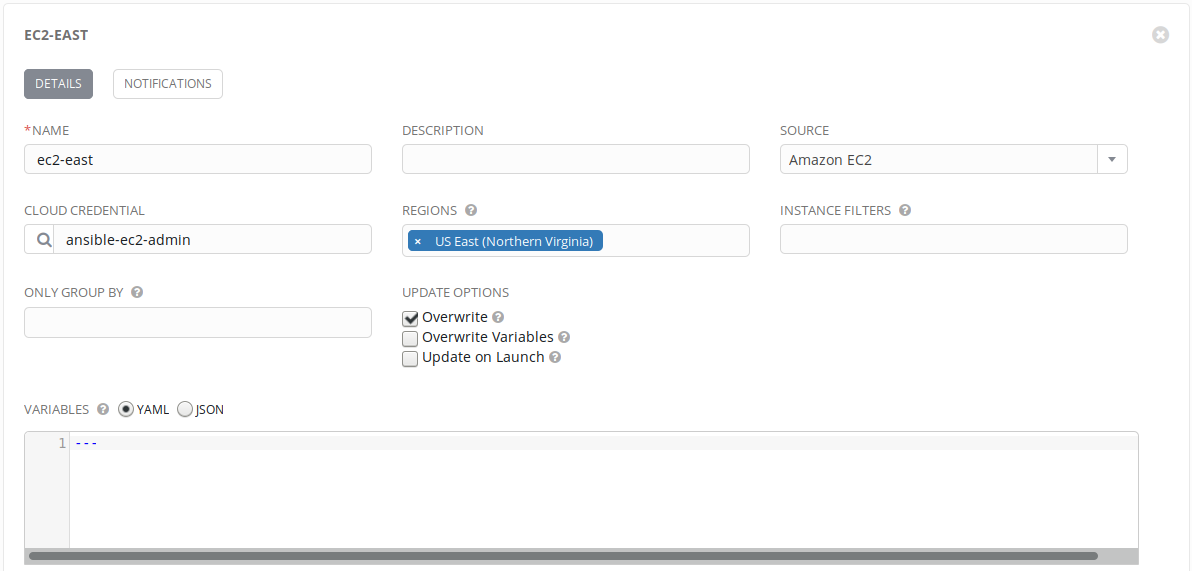 EC2-EAST
DETAILS NOTIFICATIONS
*NAME DESCRIPTION SOURCE
ec2-east Amazon EC2
CLOUD CREDENTIAL REGIONS ? INSTANCE FILTERS ?
ansible-ec2-admin × US East (Northern Virginia)
ONLY GROUP BY ? UPDATE OPTIONS
Overwrite ?
Overwrite Variables ?
Update on Launch ?
VARIABLES ? YAML JSON
1 ---